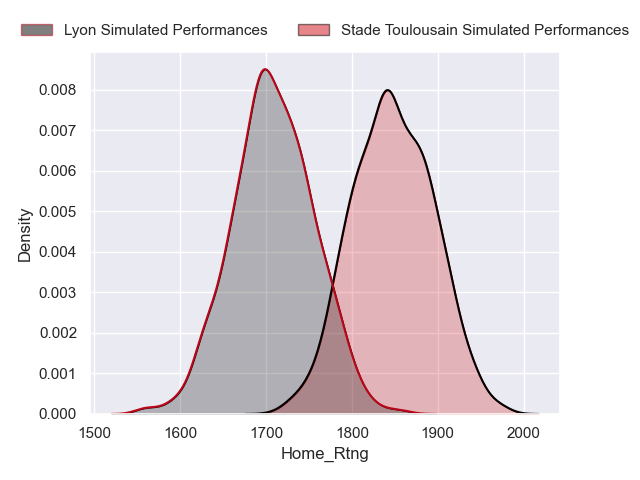 Lyon Simulated Performances
Stade Toulousain Simulated Performances
0.008
0.007
0.006
0.005
0.004
0.003
0.002
0.001
0.000
Density
1500 1600 1700 1800 1900 2000
Home_Rtng